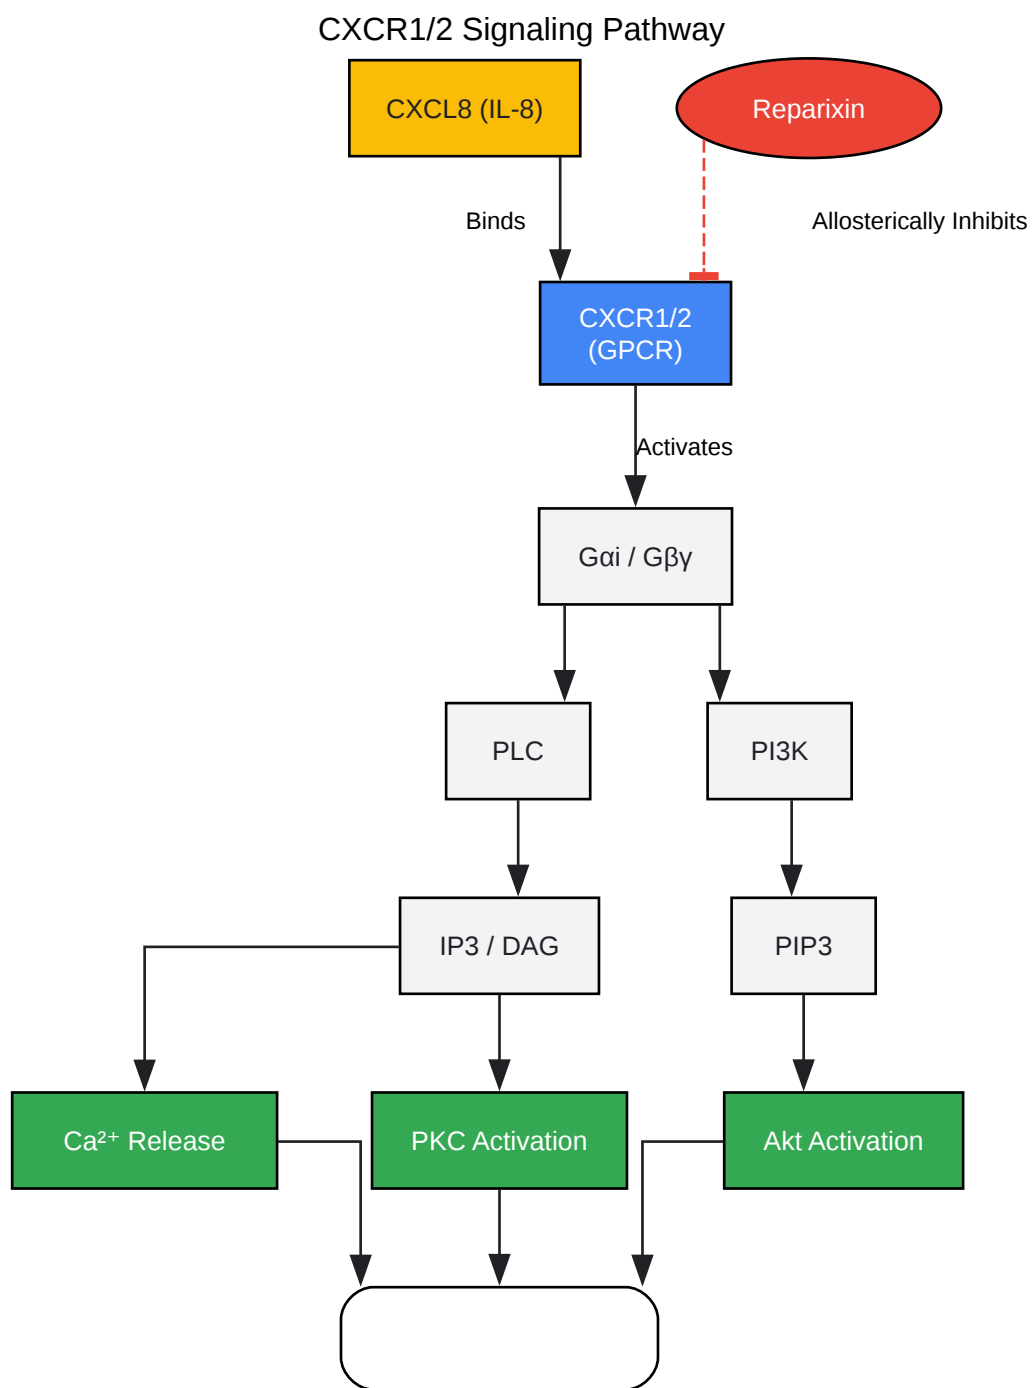 CXCR1/2 Signaling Pathway
CXCL8 (IL-8)
Reparixin
Binds
Allosterically Inhibits
CXCR1/2
(GPCR)
Activates
Gαi / Gβγ
PLC
PI3K
IP3 / DAG
PIP3
Ca²⁺ Release
PKC Activation
Akt Activation